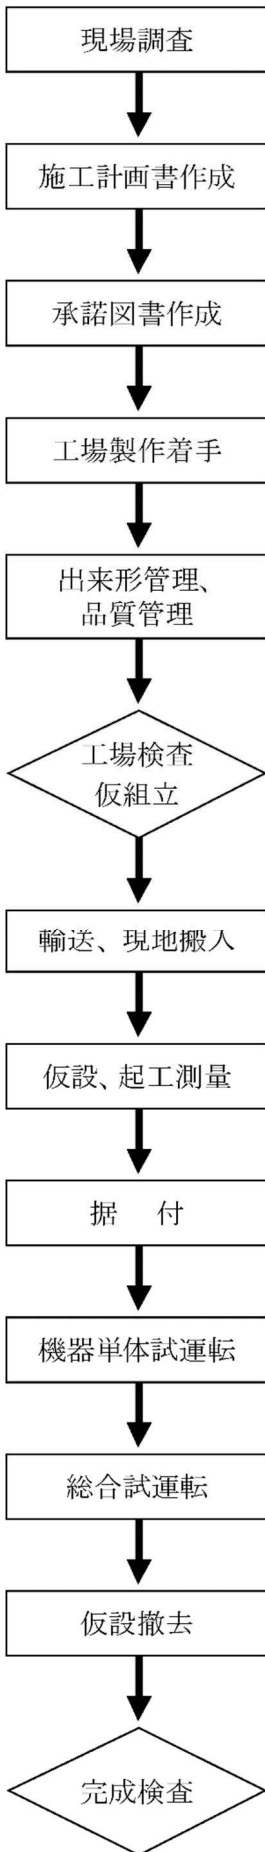 現場調査
施工計画書作成
承諾図書作成
工場製作着手
出来形管理、
品質管理
工場検査
仮組立
輸送、現地搬入
仮設、起工測量
据　付
機器単体試運転
総合試運転
仮設撤去
完成検査